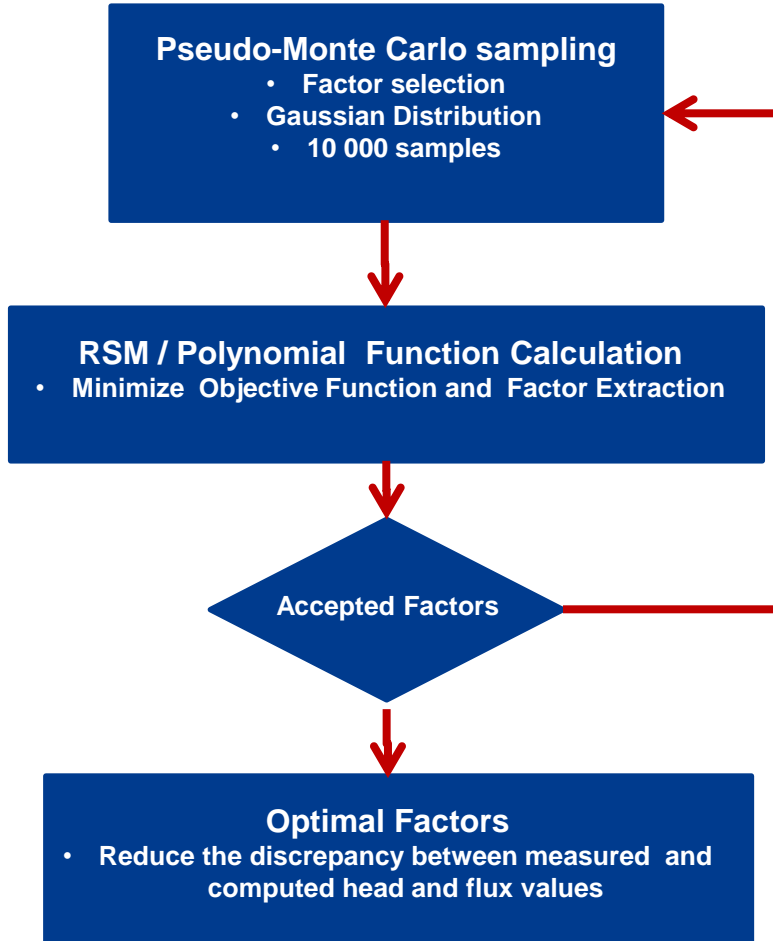 Pseudo-Monte Carlo sampling
• Factor selection
• Gaussian Distribution
• 10 000 samples
RSM / Polynomial Function Calculation
• Minimize Objective Function and Factor Extraction
Accepted Factors
Optimal Factors
• Reduce the discrepancy between measured and
computed head and flux values